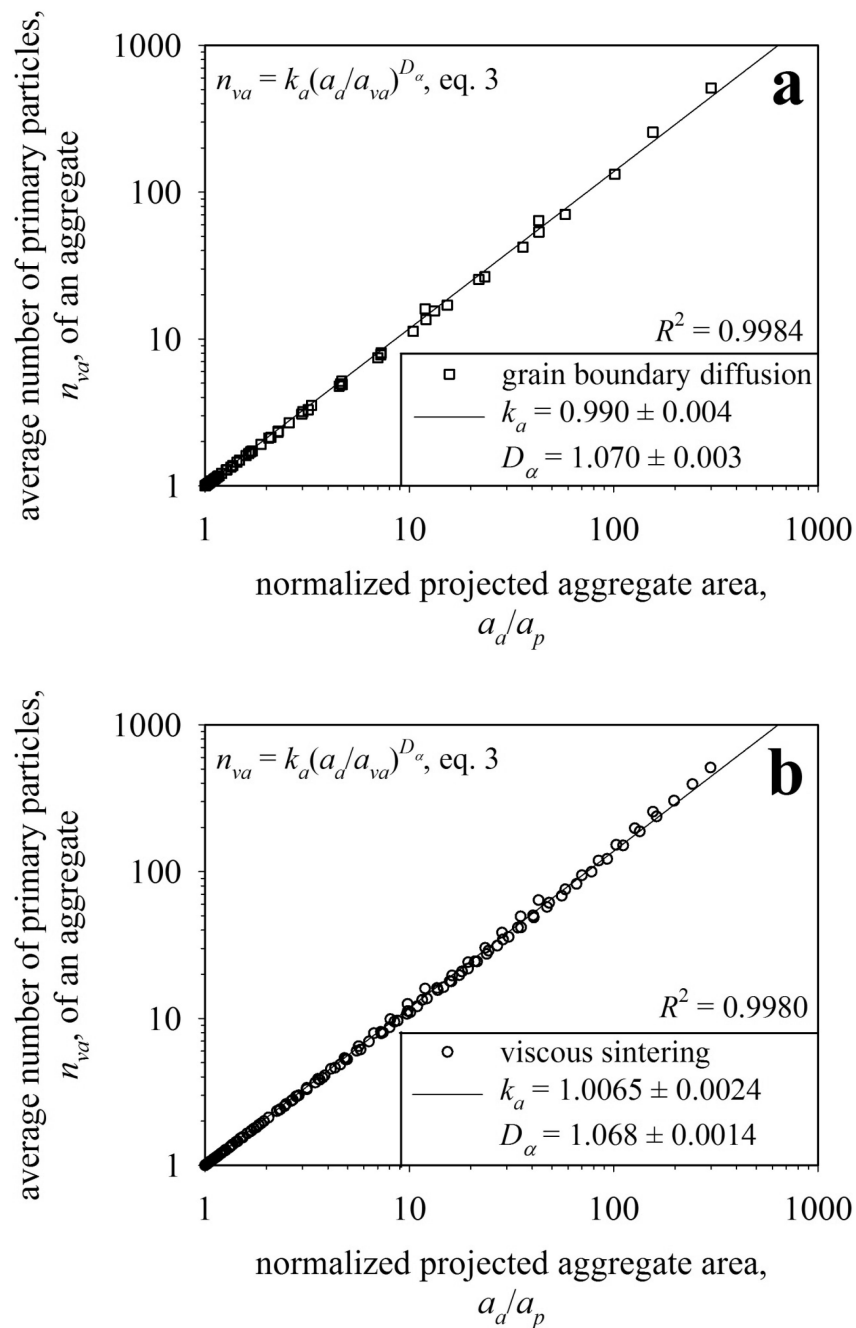 average number of primary particles,
n_va, of an aggregate
1000
100
10
1
n_va = k_a(a_a/a_va)^{D_α}, eq. 3
a
R² = 0.9984
grain boundary diffusion
k_a = 0.990 ± 0.004
D_α = 1.070 ± 0.003
1 10 100 1000
normalized projected aggregate area,
a_a/a_p
average number of primary particles,
n_va, of an aggregate
1000
100
10
1
n_va = k_a(a_a/a_va)^{D_α}, eq. 3
b
R² = 0.9980
viscous sintering
k_a = 1.0065 ± 0.0024
D_α = 1.068 ± 0.0014
1 10 100 1000
normalized projected aggregate area,
a_a/a_p